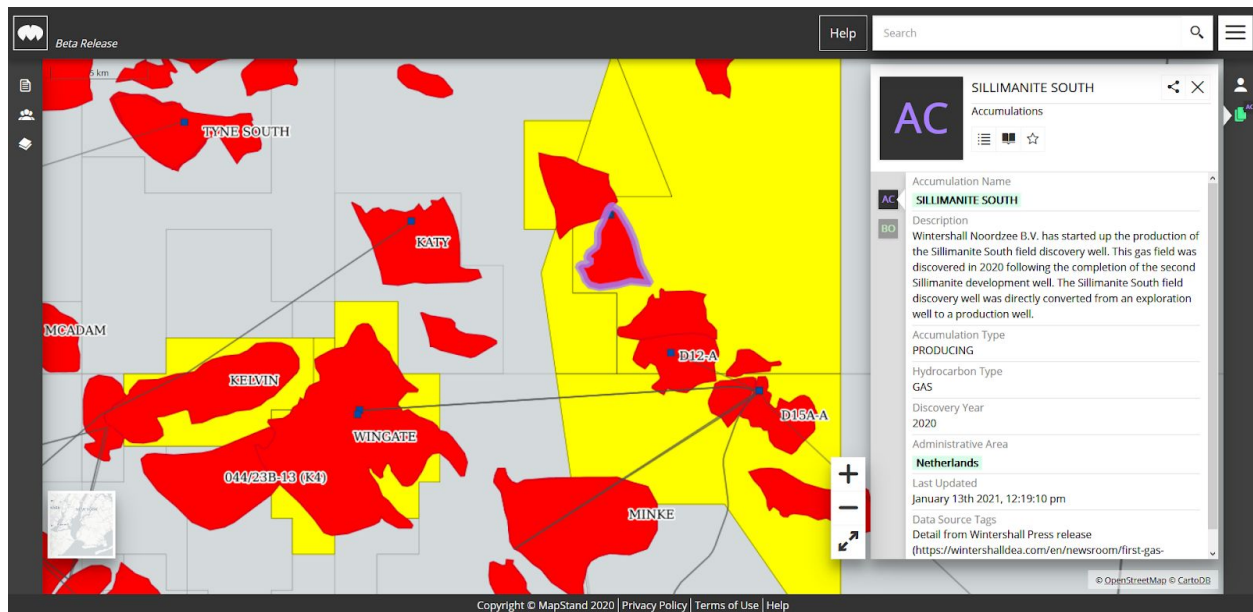 Beta Release
Help
Search
5 km
TYNE SOUTH
KATY
MCADAM
KELVIN
WINGATE
044/23B-13 (K4)
D12-A
D15A-A
MINKE
AC
SILLIMANITE SOUTH
Accumulations
AC
BO
Accumulation Name
SILLIMANITE SOUTH
Description
Wintershall Noordzee B.V. has started up the production of
the Sillimanite South field discovery well. This gas field was
discovered in 2020 following the completion of the second
Sillimanite development well. The Sillimanite South field
discovery well was directly converted from an exploration
well to a production well.
Accumulation Type
PRODUCING
Hydrocarbon Type
GAS
Discovery Year
2020
Administrative Area
Netherlands
Last Updated
January 13th 2021, 12:19:10 pm
Data Source Tags
Detail from Wintershall Press release
(https://wintershalldea.com/en/newsroom/first-gas-
AC
© OpenStreetMap © CartoDB
Copyright © MapStand 2020 | Privacy Policy | Terms of Use | Help